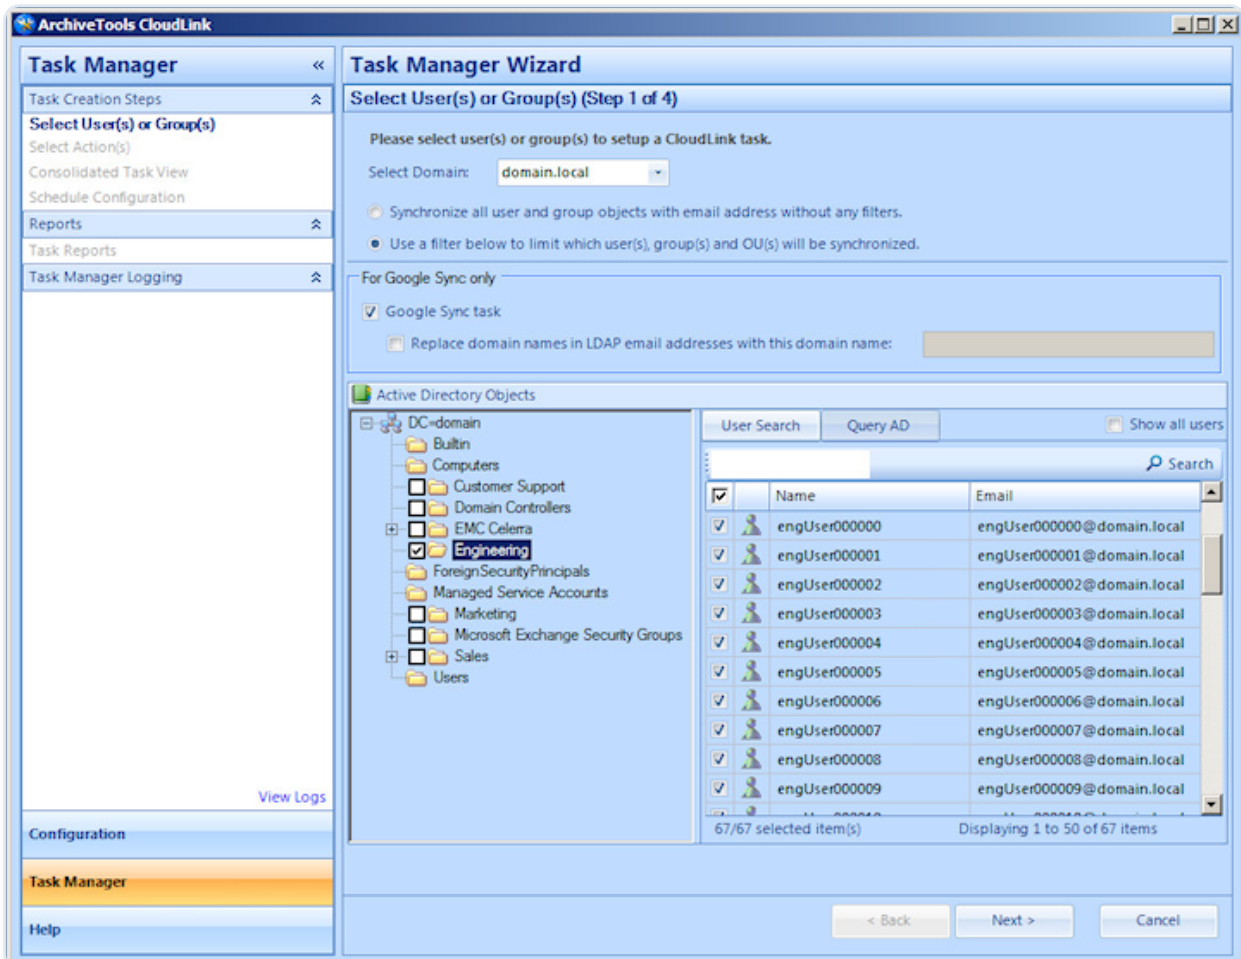 ArchiveTools CloudLink
Task Manager «
Task Creation Steps
Select User(s) or Group(s)
Select Action(s)
Consolidated Task View
Schedule Configuration
Reports
Task Reports
Task Manager Logging
View Logs
Configuration
Task Manager
Help
Task Manager Wizard
Select User(s) or Group(s) (Step 1 of 4)
Please select user(s) or group(s) to setup a CloudLink task.
Select Domain: domain.local
Synchronize all user and group objects with email address without any filters.
Use a filter below to limit which user(s), group(s) and OU(s) will be synchronized.
For Google Sync only
Google Sync task
Replace domain names in LDAP email addresses with this domain name:
Active Directory Objects
DC=domain
Builtin
Computers
Customer Support
Domain Controllers
EMC Celerra
Engineering
ForeignSecurityPrincipals
Managed Service Accounts
Marketing
Microsoft Exchange Security Groups
Sales
Users
User Search Query AD Show all users
Search
Name Email
engUser000000 engUser000000@domain.local
engUser000001 engUser000001@domain.local
engUser000002 engUser000002@domain.local
engUser000003 engUser000003@domain.local
engUser000004 engUser000004@domain.local
engUser000005 engUser000005@domain.local
engUser000006 engUser000006@domain.local
engUser000007 engUser000007@domain.local
engUser000008 engUser000008@domain.local
engUser000009 engUser000009@domain.local
67/67 selected item(s) Displaying 1 to 50 of 67 items
< Back Next > Cancel